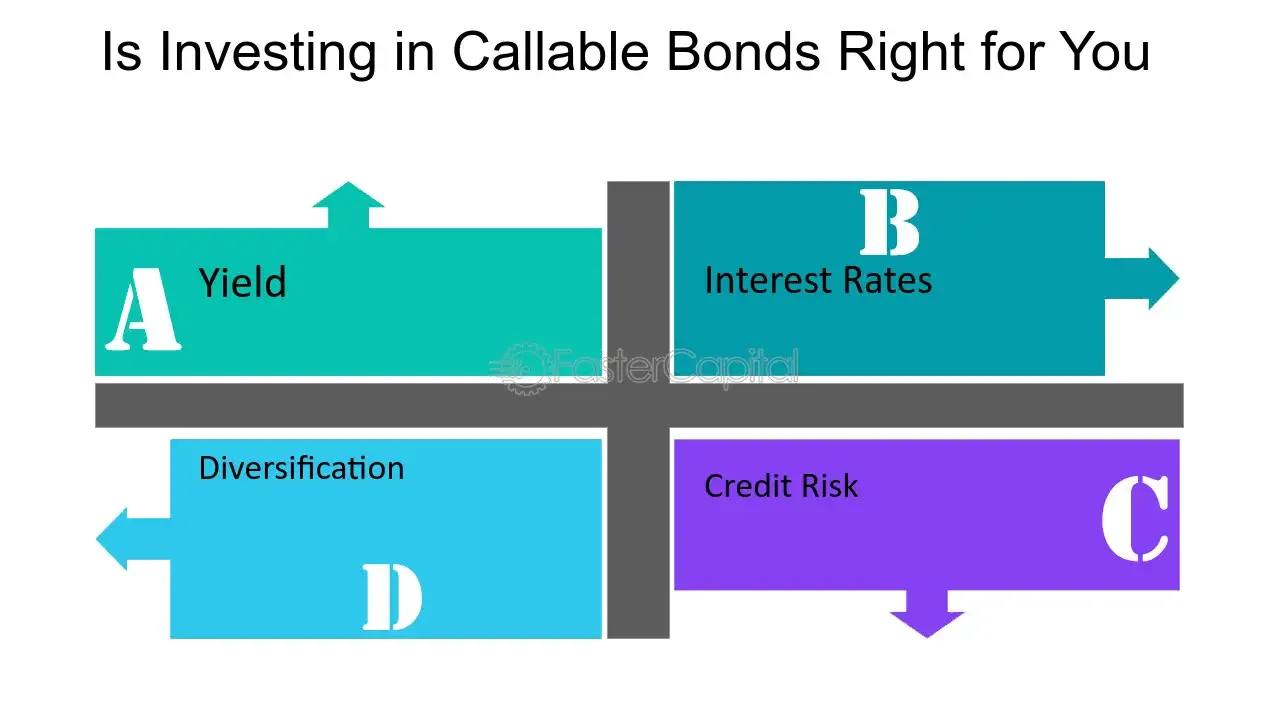 Is Investing in Callable Bonds Right for You
A
Yield
B
Interest Rates
FasterCapital
Diversification
D
Credit Risk
C